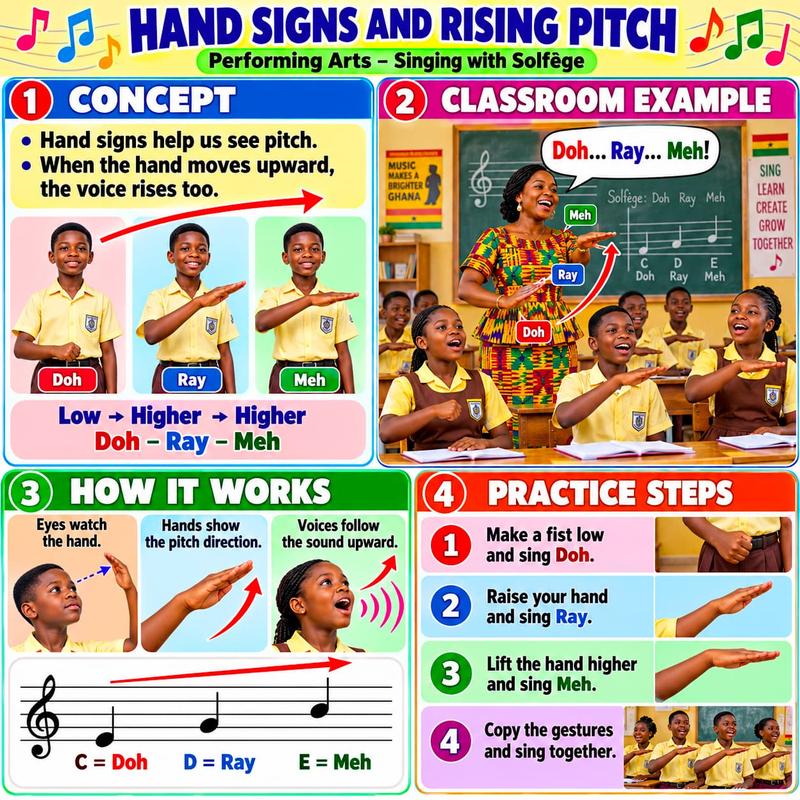 HAND SIGNS AND RISING PITCH
Performing Arts – Singing with Solfêge
1 CONCEPT
• Hand signs help us see pitch.
• When the hand moves upward,
the voice rises too.
Doh
Ray
Meh
Low → Higher → Higher
Doh – Ray – Meh
2 CLASSROOM EXAMPLE
Doh... Ray... Meh!
MUSIC
MAKES A
BRIGHTER
GHANA
Solfège: Doh Ray Meh
C D E
Doh Ray Meh
SING
LEARN
CREATE
GROW
TOGETHER
Meh
Ray
Doh
3 HOW IT WORKS
Eyes watch
the hand.
Hands show
the pitch direction.
Voices follow
the sound upward.
C = Doh
D = Ray
E = Meh
4 PRACTICE STEPS
1 Make a fist low
and sing Doh.
2 Raise your hand
and sing Ray.
3 Lift the hand higher
and sing Meh.
4 Copy the gestures
and sing together.